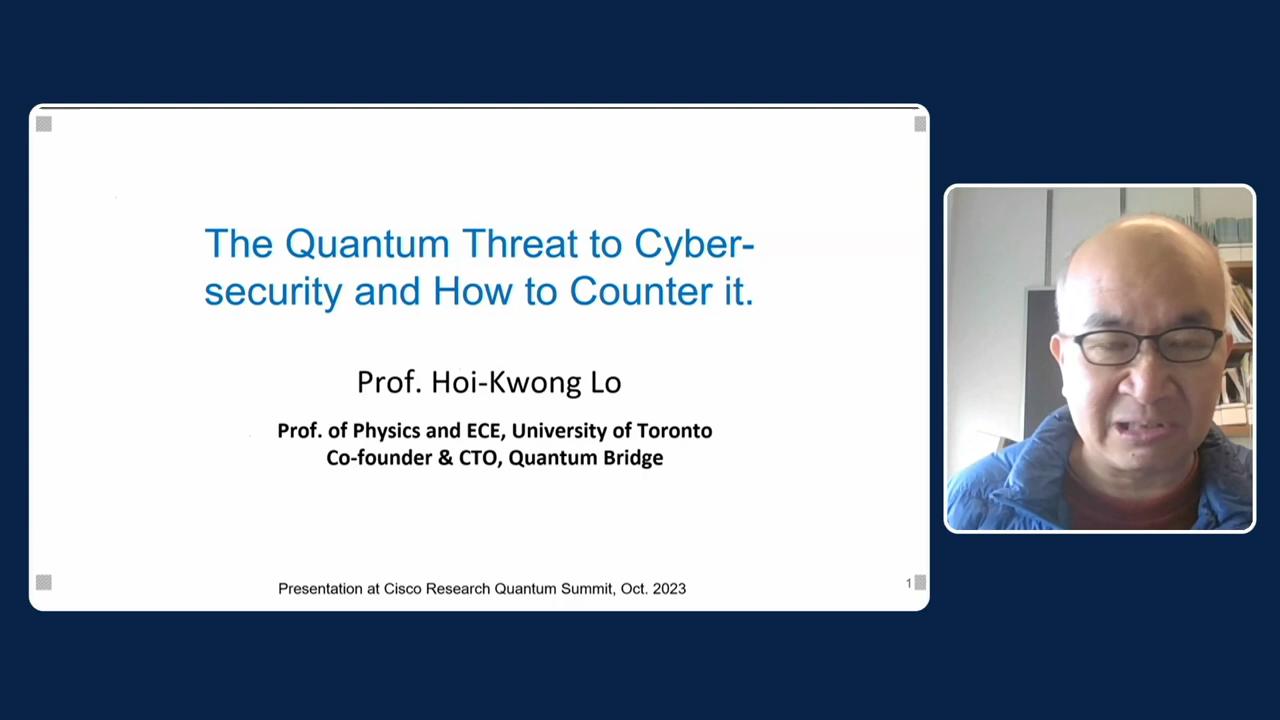 The Quantum Threat to Cyber-
security and How to Counter it.
Prof. Hoi-Kwong Lo
Prof. of Physics and ECE, University of Toronto
Co-founder & CTO, Quantum Bridge
Presentation at Cisco Research Quantum Summit, Oct. 2023
1